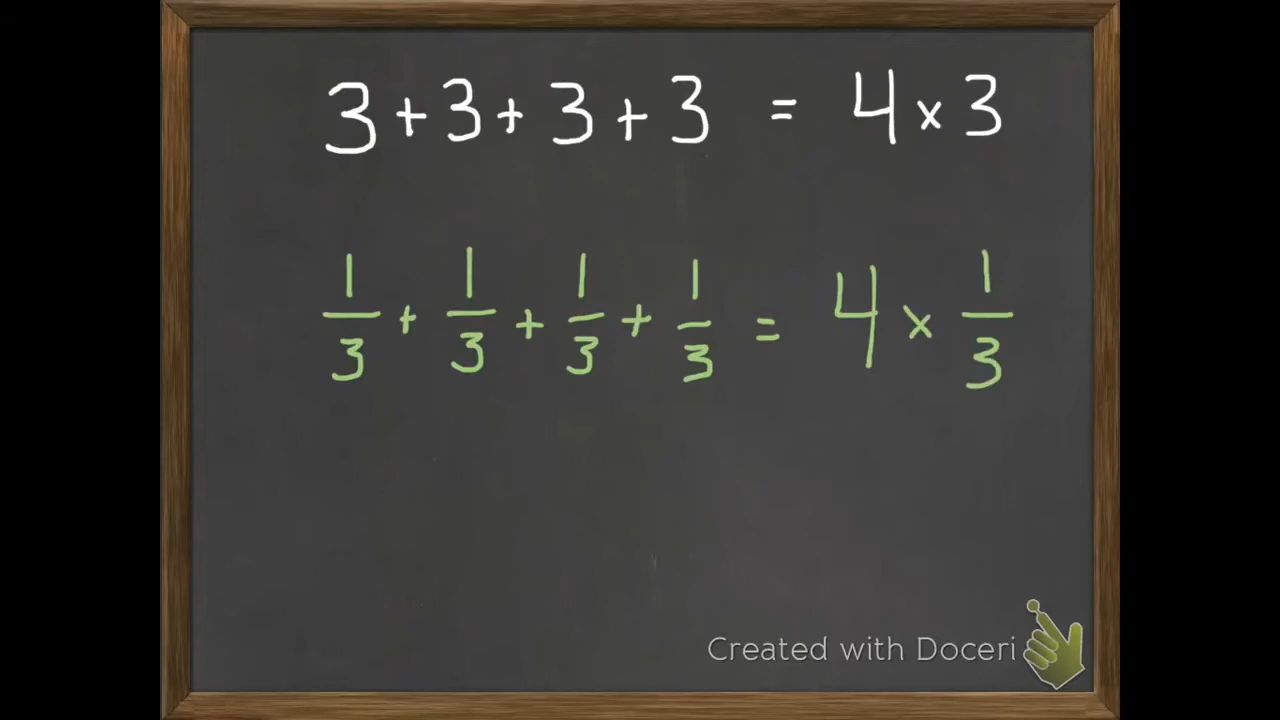 3 + 3 + 3 + 3 = 4 × 3
1/3 + 1/3 + 1/3 + 1/3 = 4 × 1/3
Created with Doceri